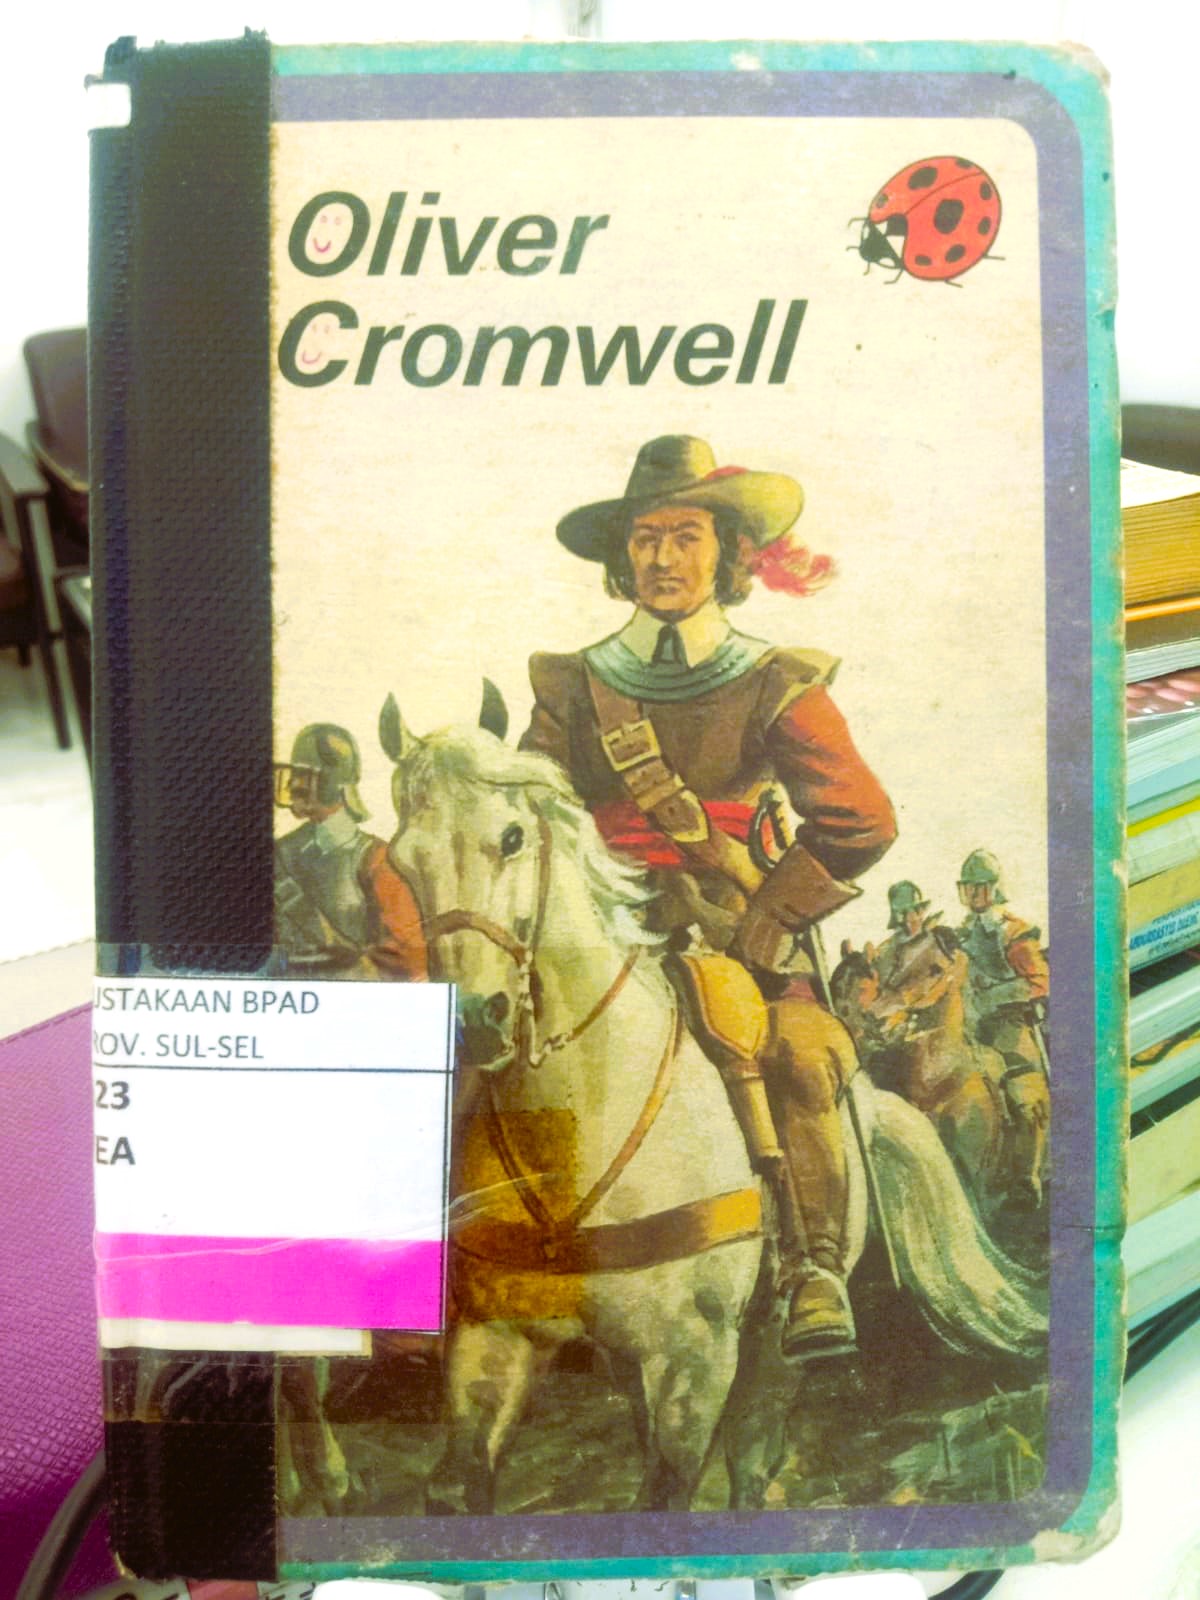 Oliver
Cromwell
USTAKAAN BPAD
ROV. SUL-SEL
23
EA